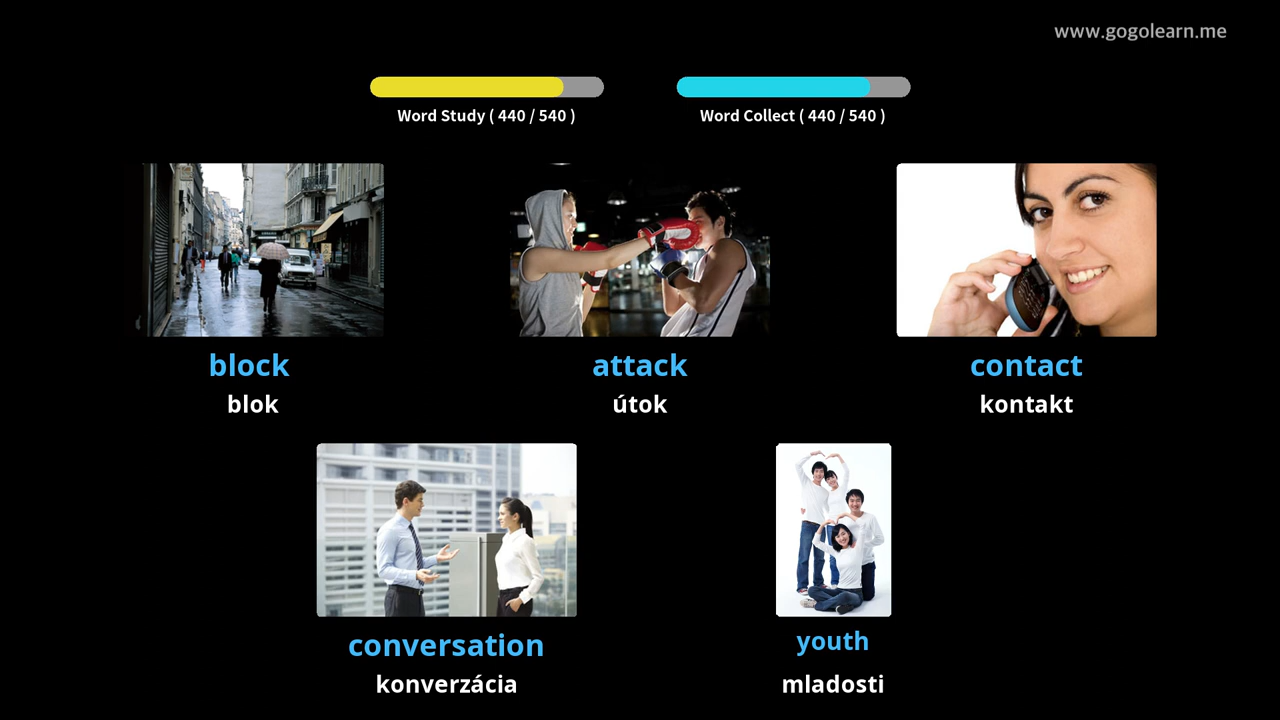 www.gogolearn.me
Word Study ( 440 / 540 )
Word Collect ( 440 / 540 )
block
blok
attack
útok
contact
kontakt
conversation
konverzácia
youth
mladosti